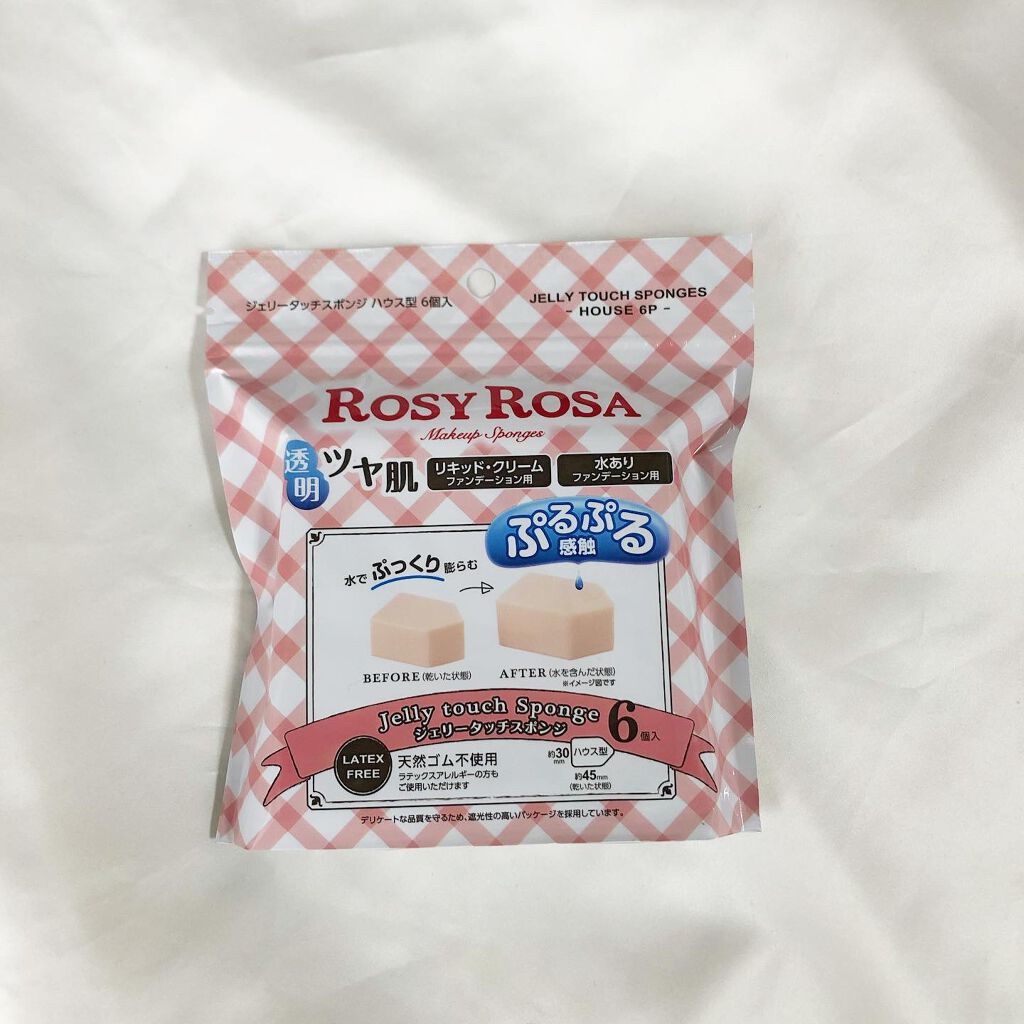 ジェリータッチスポンジ ハウス型 6個入
JELLY TOUCH SPONGES
- HOUSE 6P -
ROSY ROSA
Makeup Sponges
透明
ツヤ肌
リキッド・クリーム
ファンデーション用
水あり
ファンデーション用
ぷるぷる
感触
水で ぷっくり 膨らむ
BEFORE (乾いた状態)
AFTER (水を含んだ状態)
※イメージ図です
Jelly touch Sponge
ジェリータッチスポンジ
6個入
LATEX
FREE
天然ゴム不使用
ラテックスアレルギーの方も
ご使用いただけます
約30mm
ハウス型
約45mm
(乾いた状態)
デリケートな品質を守るため、遮光性の高いパッケージを採用しています。